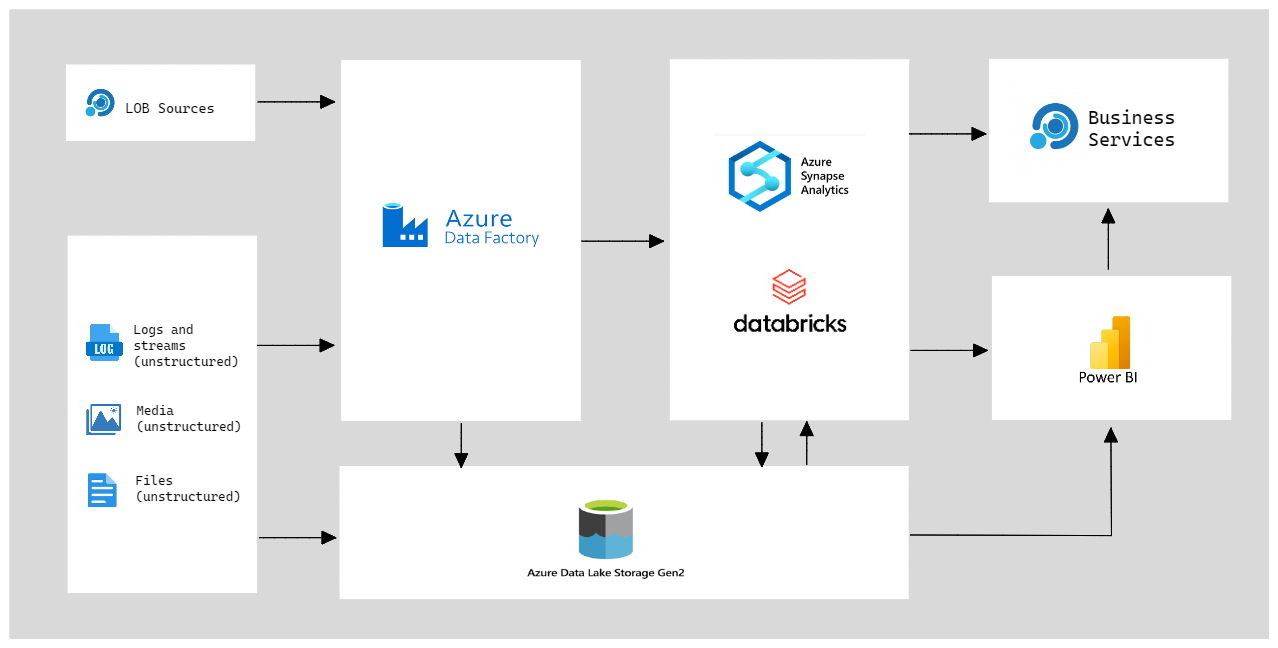 LOB Sources
Azure
Data Factory
Azure
Synapse
Analytics
databricks
Business
Services
LOG
Logs and
streams
(unstructured)
Media
(unstructured)
Files
(unstructured)
Power BI
Azure Data Lake Storage Gen2